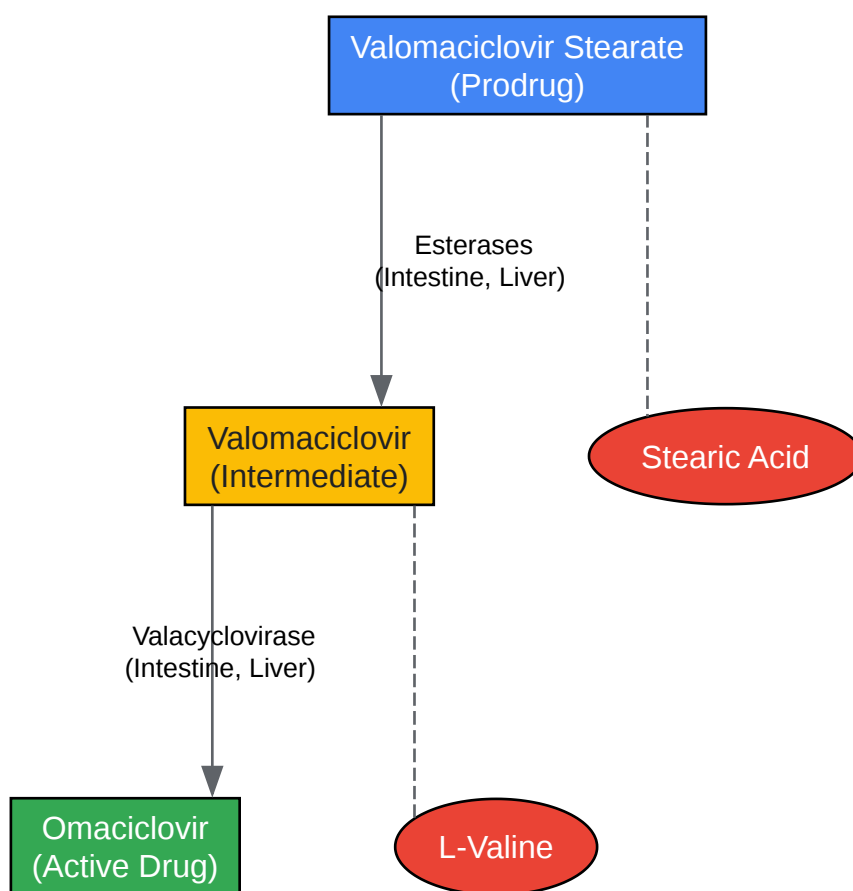 Valomaciclovir Stearate
(Prodrug)
Esterases
(Intestine, Liver)
Valomaciclovir
(Intermediate)
Stearic Acid
Valacyclovirase
(Intestine, Liver)
Omaciclovir
(Active Drug)
L-Valine